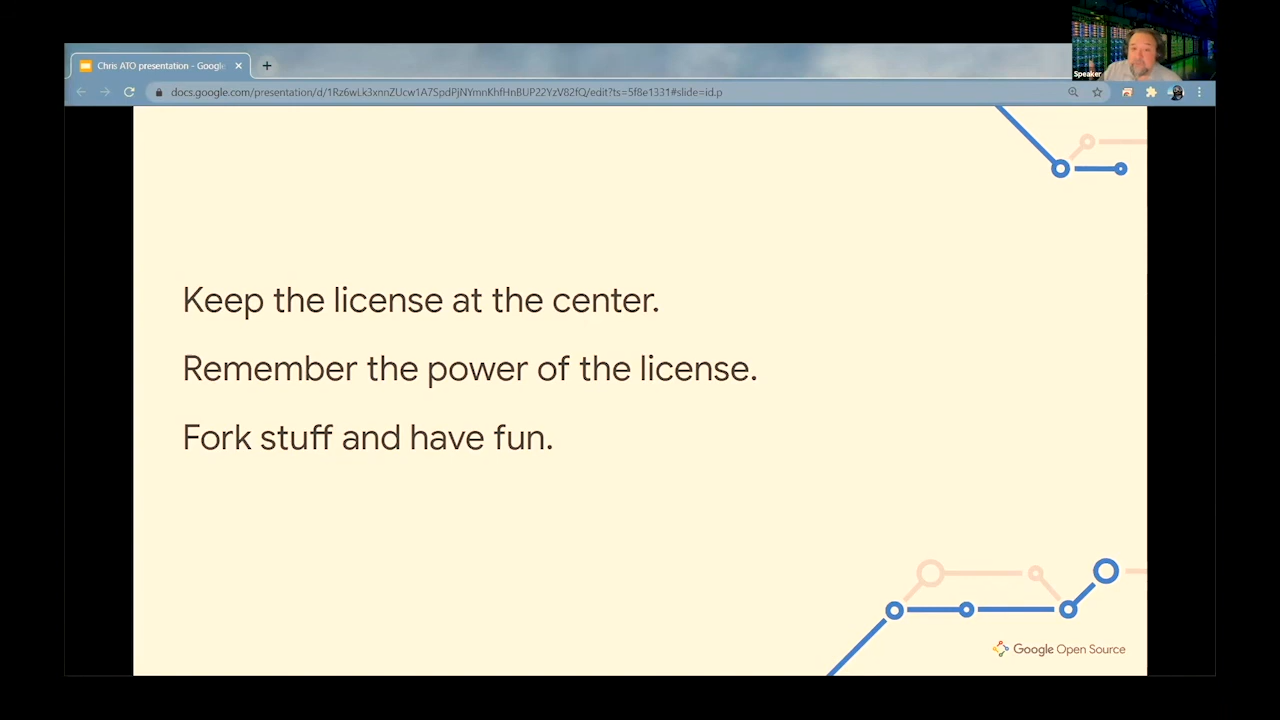 Chris ATO presentation - Google
Speaker
docs.google.com/presentation/d/1Rz6wLk3xnnZUcw1A7SpdPjNYmnKhfHnBUP22YzV82fQ/edit?ts=5f8e1331#slide=id.p
Keep the license at the center.
Remember the power of the license.
Fork stuff and have fun.
Google Open Source